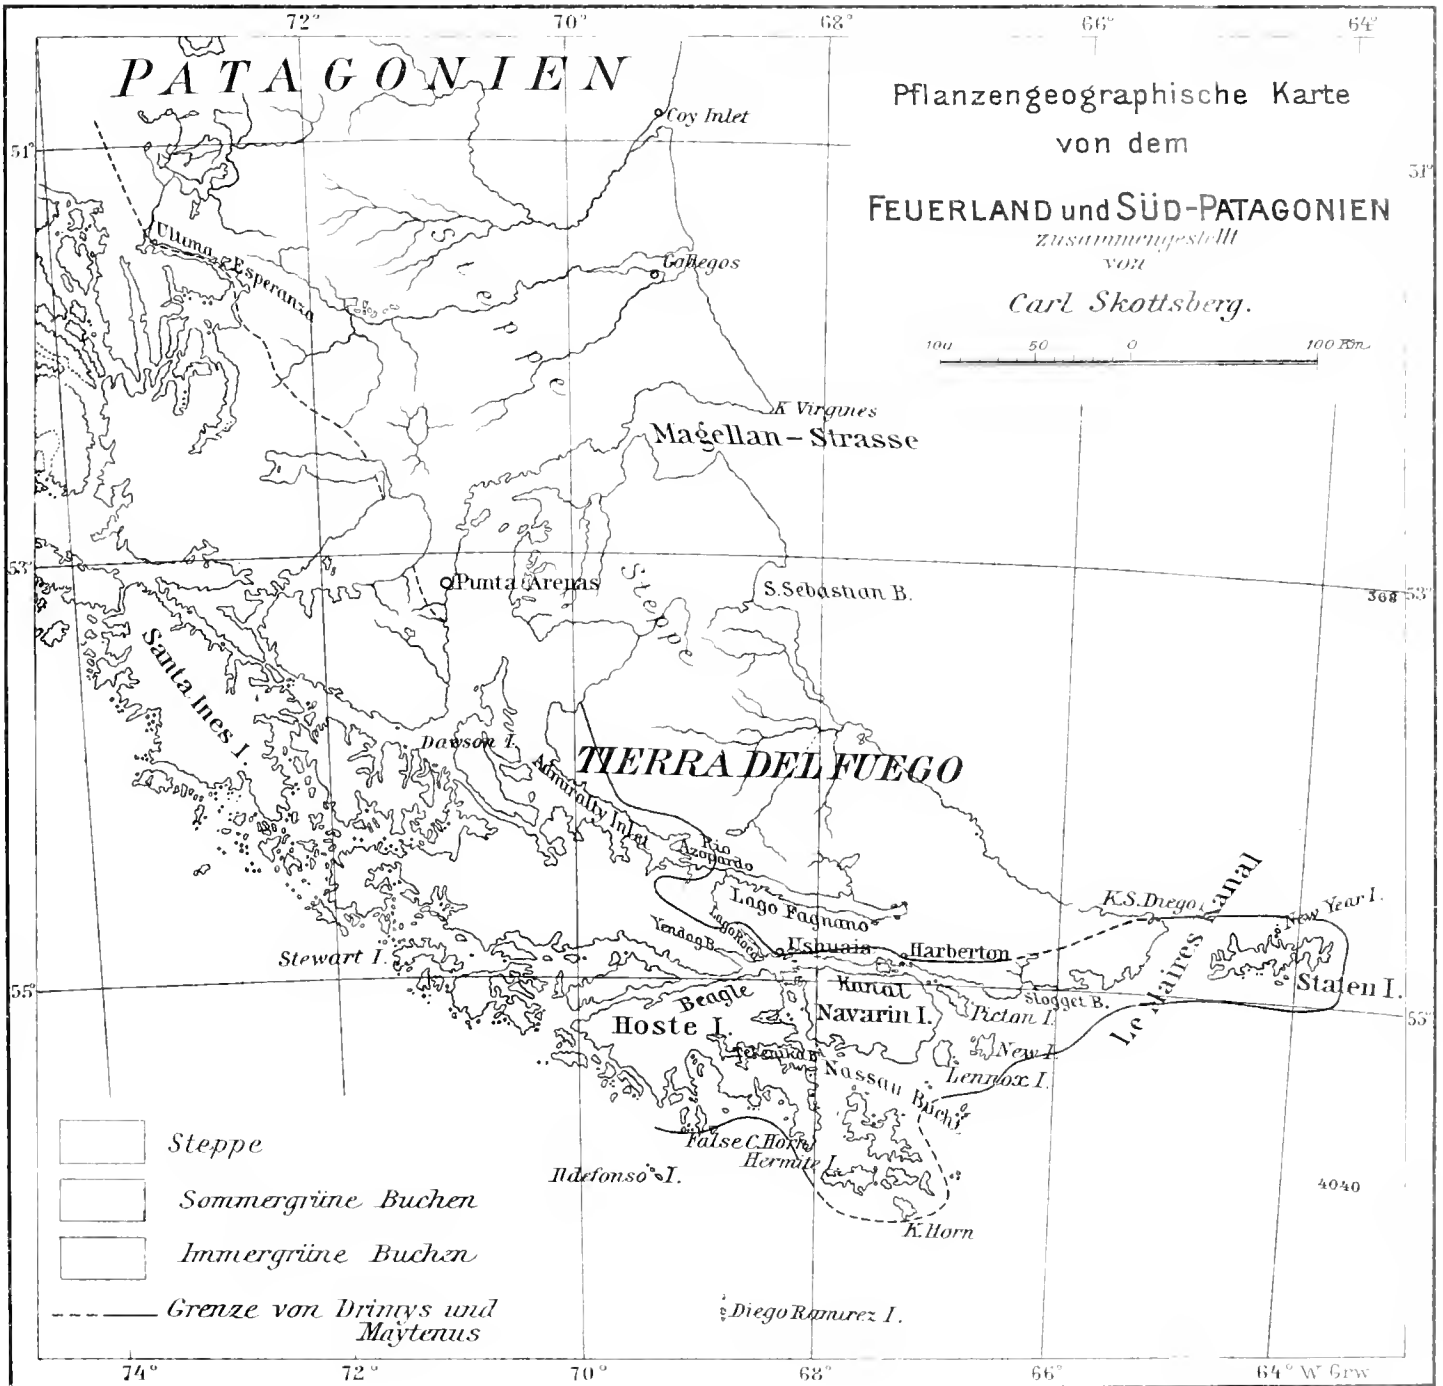 72° 70° 68° 66° 64°
PATAGONIEN
Pflanzengeographische Karte
von dem
FEUERLAND und SÜD-PATAGONIEN
zusammengestellt
von
Carl Skottsberg.
100 50 0 100 Km.
51° 51°
Coy Inlet
Steppe
Ultima Esperanza
Gallegos
K Virgines
Magellan-Strasse
53° 53°
368
Punta Arenas
Steppe
S. Sebastian B.
Santa Ines I.
Dawson I.
TIERRA DEL FUEGO
Admiralty Inlet
Rio
Azopardo
Lago Fagnano
K.S. Diego
Le Maires Kanal
New Year I.
Lago Roca
Yendag B.
Ushuaia
Harberton
Stewart I.
55° 55°
Staten I.
Beagle Kanal
Slogget B.
Hoste I.
Navarin I.
Picton I.
Tekenika B
New I.
Nassau Bucht
Lennox I.
False C. Horn
Hermite I.
Ildefonso I.
K. Horn
4040
Steppe
Sommergrüne Buchen
Immergrüne Buchen
Grenze von Drimys und
Maytenus
Diego Ramirez I.
74° 72° 70° 68° 66° 64° W Grw